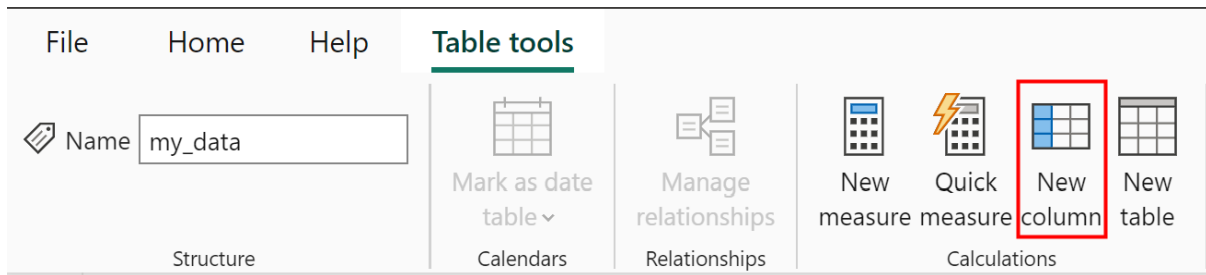 File Home Help Table tools
Name my_data
Mark as date table
Manage relationships
New measure
Quick measure
New column
New table
Structure Calendars Relationships Calculations